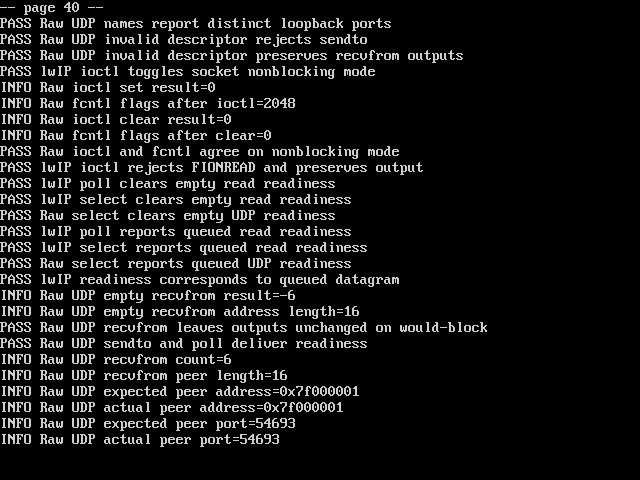 -- page 40 --
PASS Raw UDP names report distinct loopback ports
PASS Raw UDP invalid descriptor rejects sendto
PASS Raw UDP invalid descriptor preserves recvfrom outputs
PASS lwIP ioctl toggles socket nonblocking mode
INFO Raw ioctl set result=0
INFO Raw fcntl flags after ioctl=2048
INFO Raw ioctl clear result=0
INFO Raw fcntl flags after clear=0
PASS Raw ioctl and fcntl agree on nonblocking mode
PASS lwIP ioctl rejects FIONREAD and preserves output
PASS lwIP poll clears empty read readiness
PASS lwIP select clears empty read readiness
PASS Raw select clears empty UDP readiness
PASS lwIP poll reports queued read readiness
PASS lwIP select reports queued read readiness
PASS Raw select reports queued UDP readiness
PASS lwIP readiness corresponds to queued datagram
INFO Raw UDP empty recvfrom result=-6
INFO Raw UDP empty recvfrom address length=16
PASS Raw UDP recvfrom leaves outputs unchanged on would-block
PASS Raw UDP sendto and poll deliver readiness
INFO Raw UDP recvfrom count=6
INFO Raw UDP recvfrom peer length=16
INFO Raw UDP expected peer address=0x7f000001
INFO Raw UDP actual peer address=0x7f000001
INFO Raw UDP expected peer port=54693
INFO Raw UDP actual peer port=54693